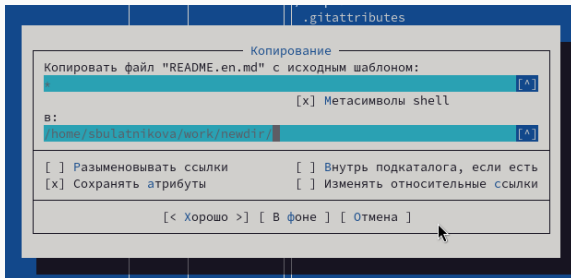 .gitattributes
Копирование
Копировать файл "README.en.md" с исходным шаблоном:
* [^]
[x] Метасимволы shell
в:
/home/sbulatnikova/work/newdir/ [^]
[ ] Разыменовывать ссылки [ ] Внутрь подкаталога, если есть
[x] Сохранять атрибуты [ ] Изменять относительные ссылки
[< Хорошо >] [ В фоне ] [ Отмена ]